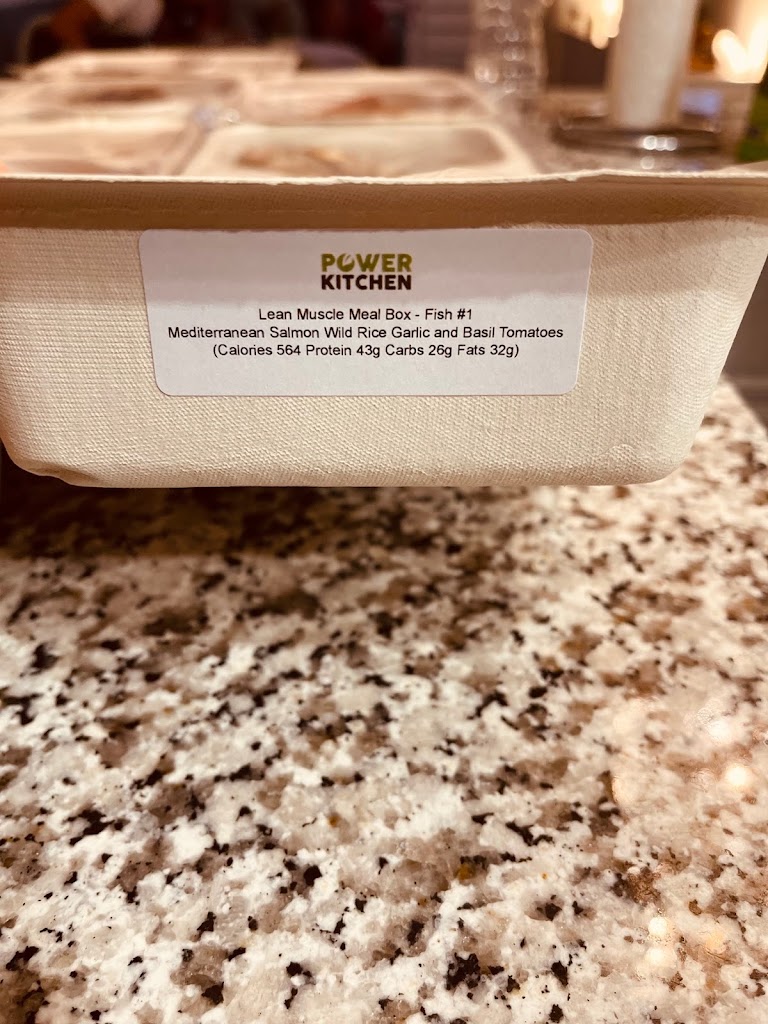 POWER
KITCHEN
Lean Muscle Meal Box - Fish #1
Mediterranean Salmon Wild Rice Garlic and Basil Tomatoes
(Calories 564 Protein 43g Carbs 26g Fats 32g)